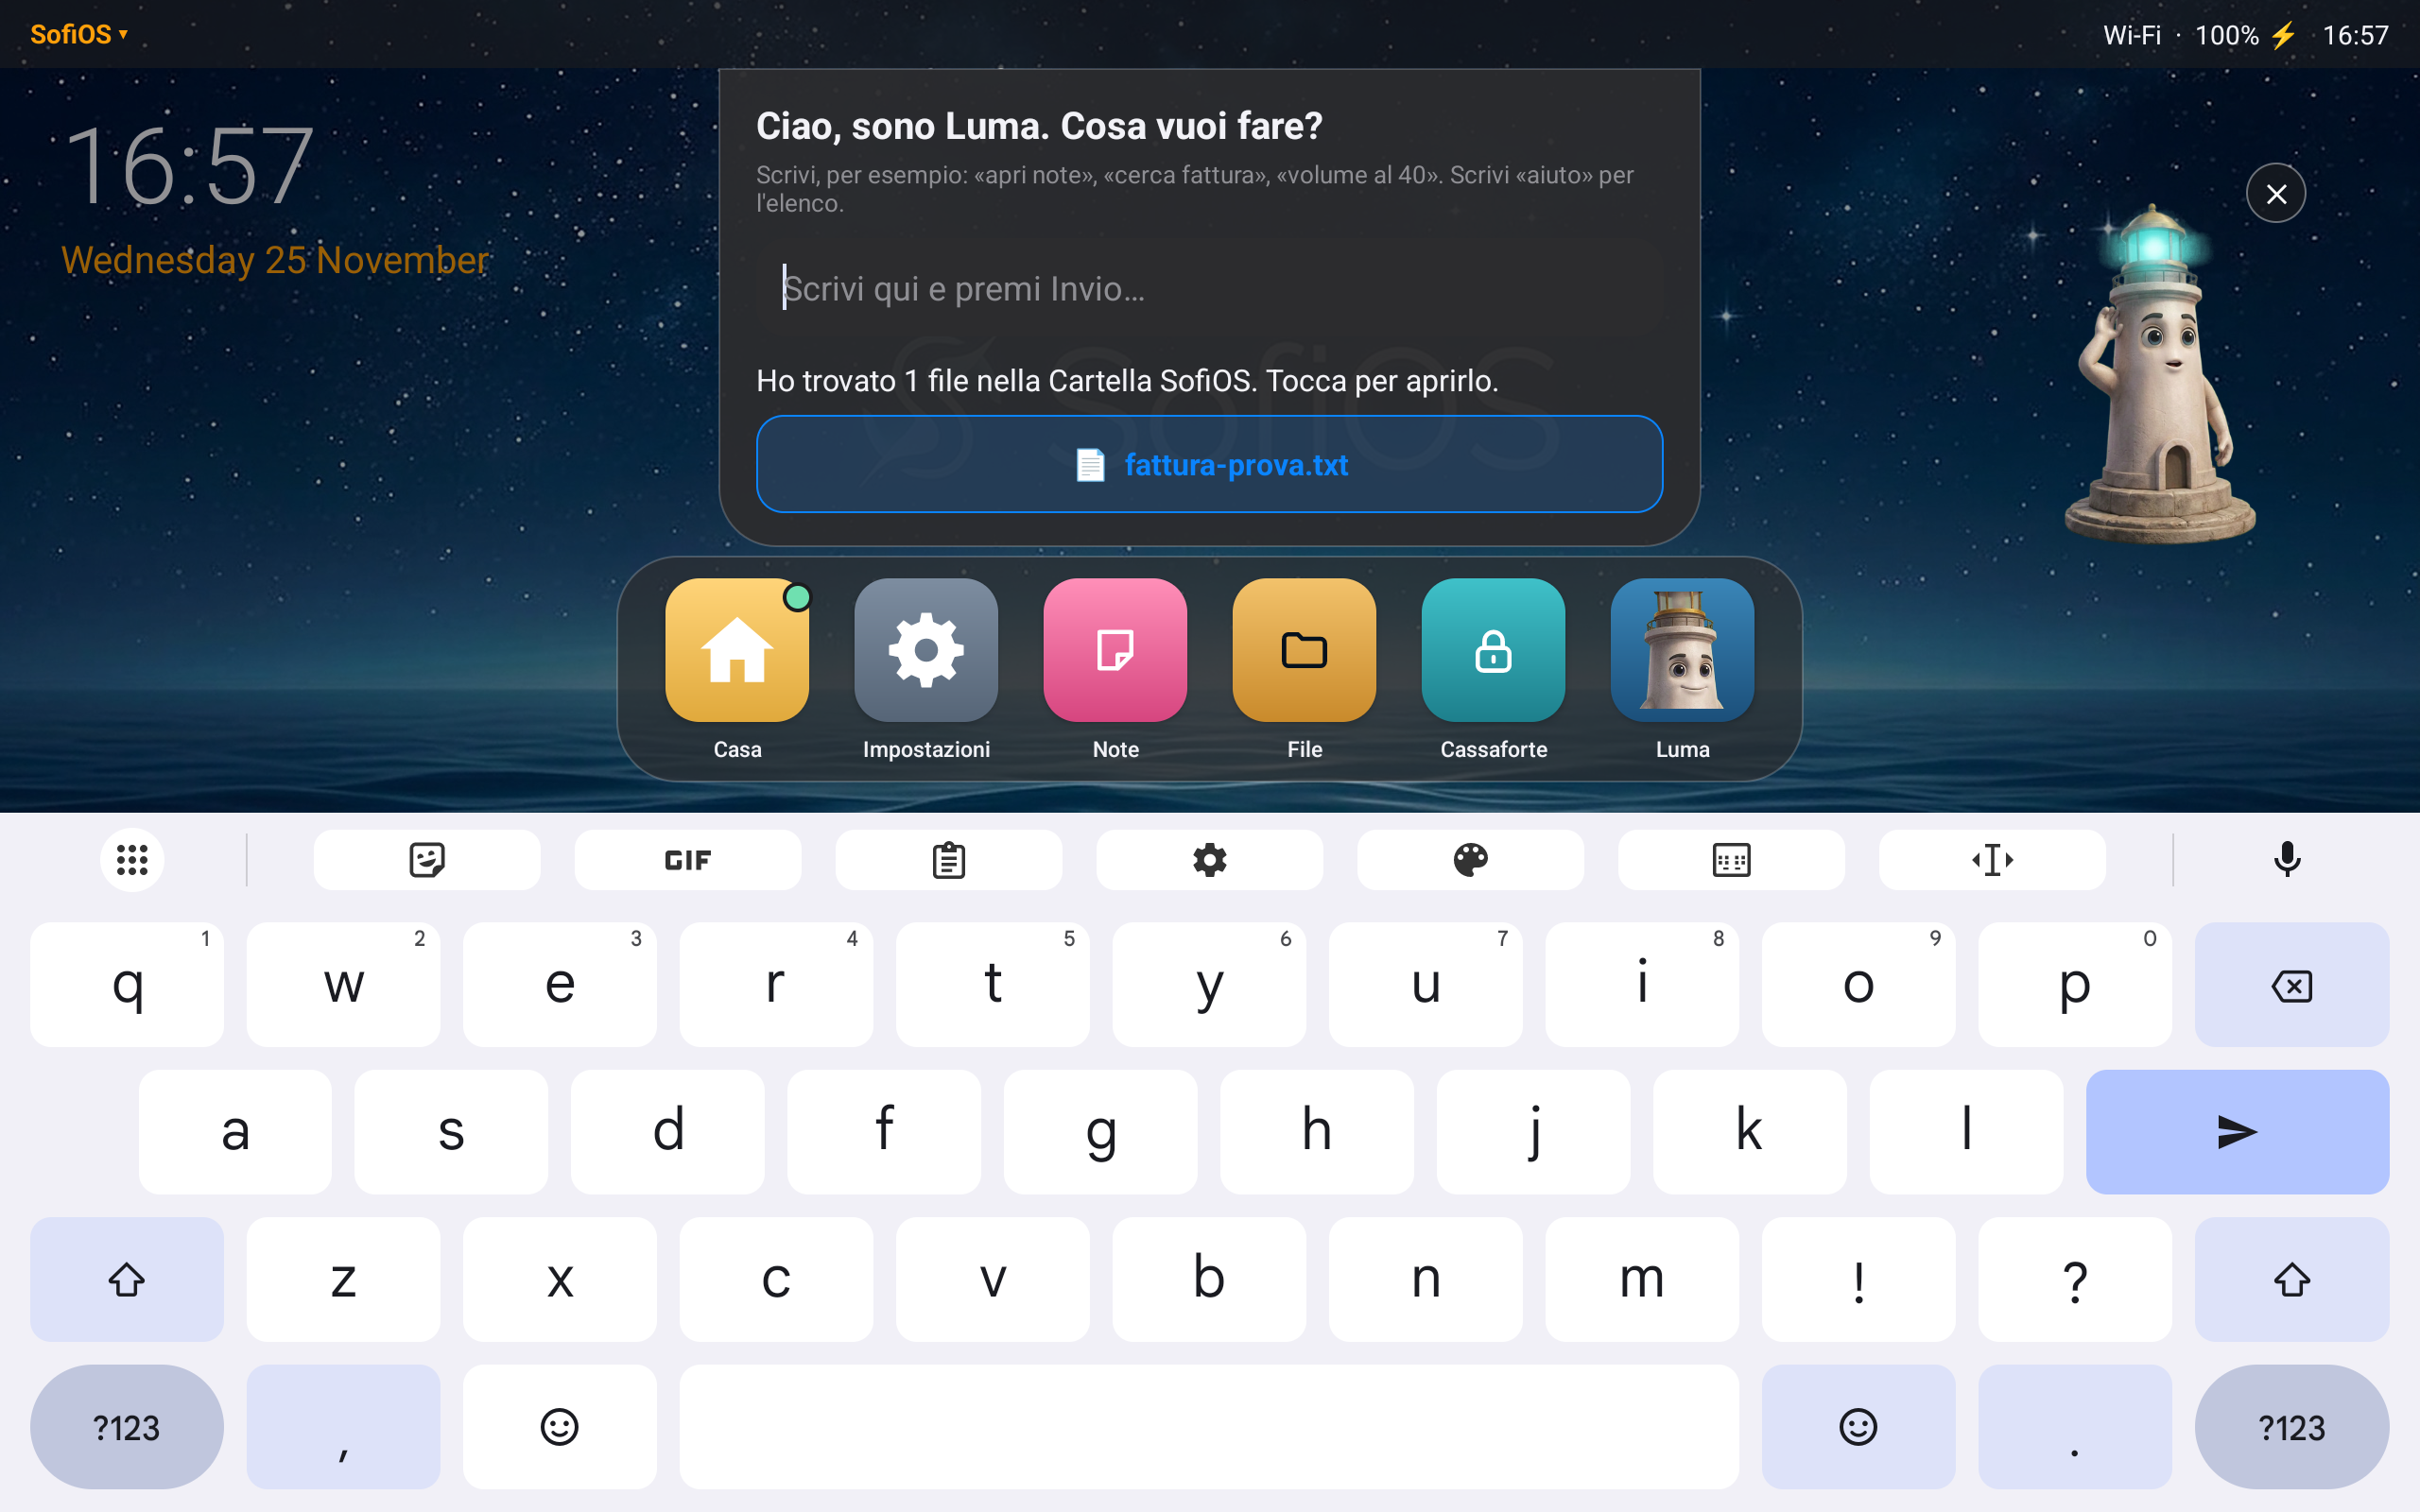 SofiOS ▾
Wi-Fi · 100% ⚡ 16:57
16:57
Wednesday 25 November
Ciao, sono Luma. Cosa vuoi fare?
Scrivi, per esempio: «apri note», «cerca fattura», «volume al 40». Scrivi «aiuto» per
l'elenco.
Scrivi qui e premi Invio…
SofiOS
Ho trovato 1 file nella Cartella SofiOS. Tocca per aprirlo.
fattura-prova.txt
Casa Impostazioni Note File Cassaforte Luma
GIF
q 1 w 2 e 3 r 4 t 5 y 6 u 7 i 8 o 9 p 0
a s d f g h j k l
z x c v b n m ! ?
?123 , . ?123